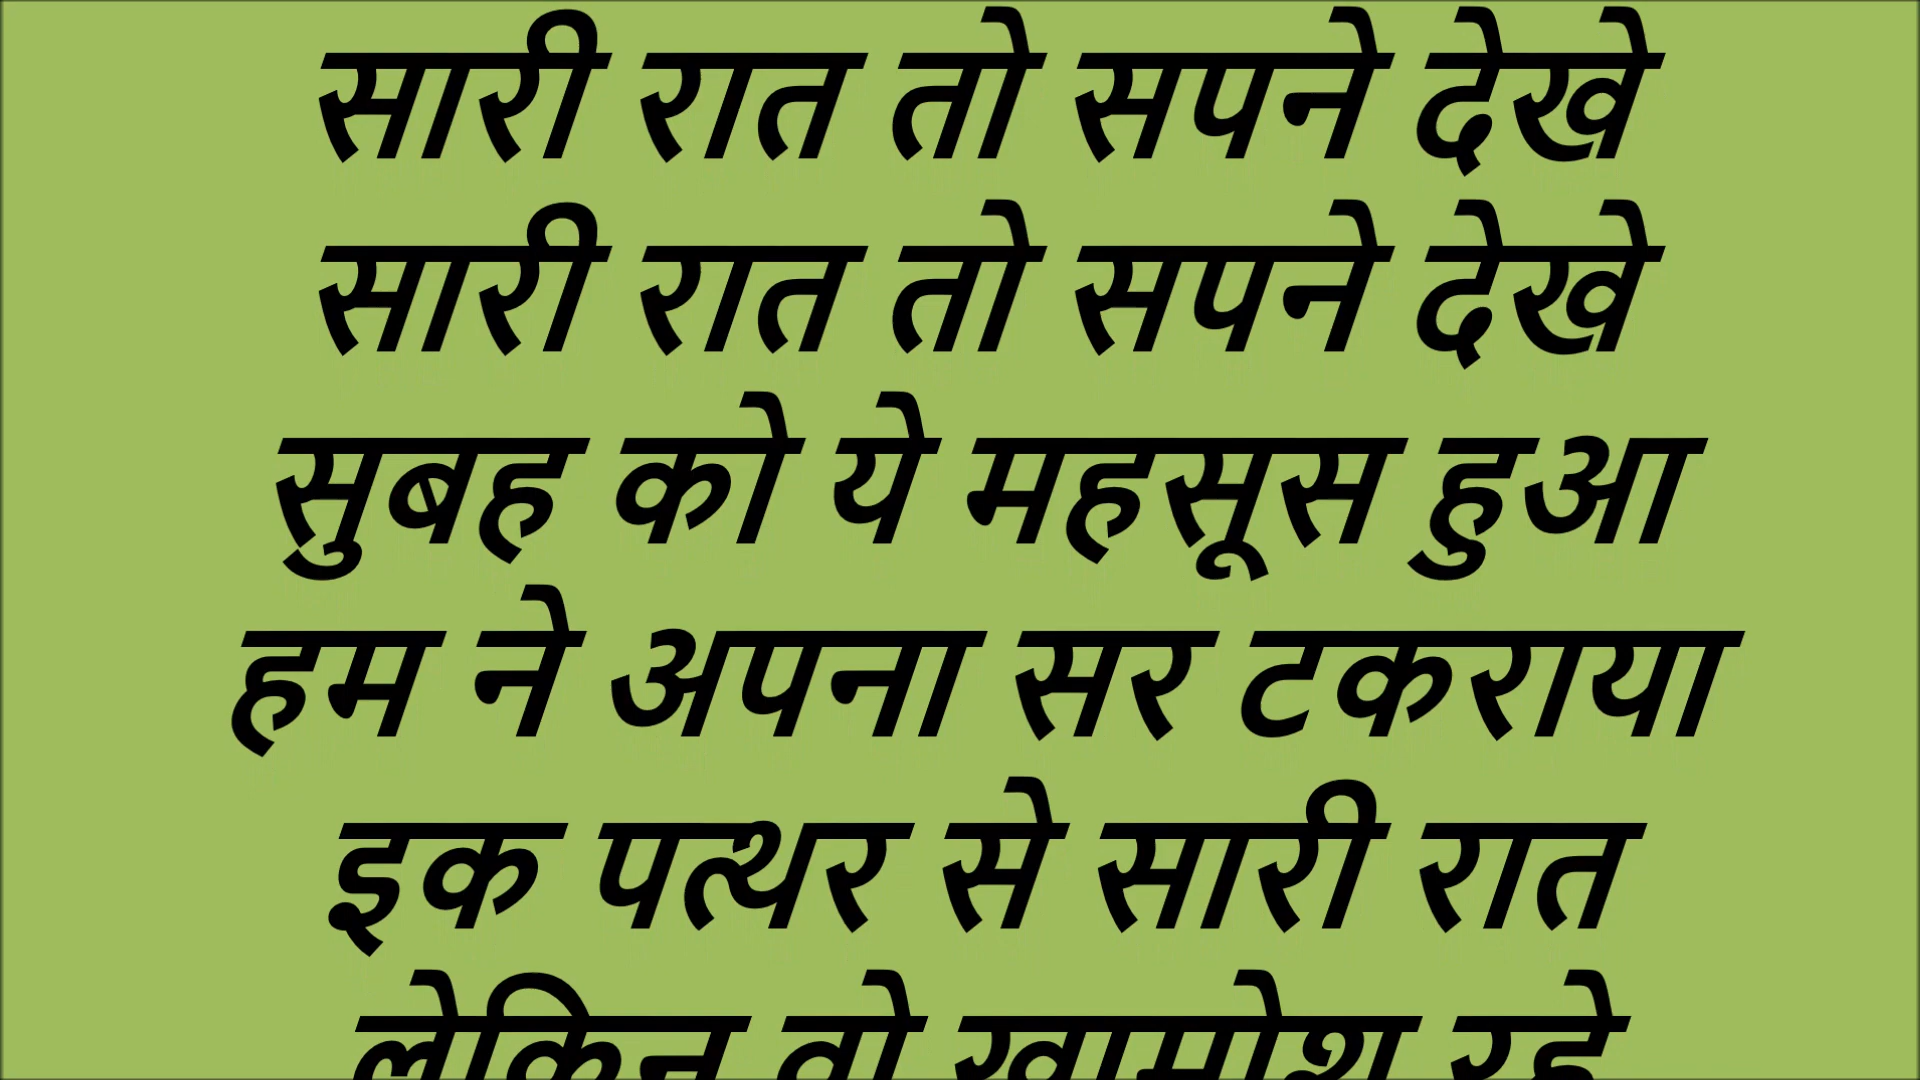 सारी रात तो सपने देखे
सारी रात तो सपने देखे
सुबह को ये महसूस हुआ
हम ने अपना सर टकराया
इक पत्थर से सारी रात
लेकिन वो खामोश रहे